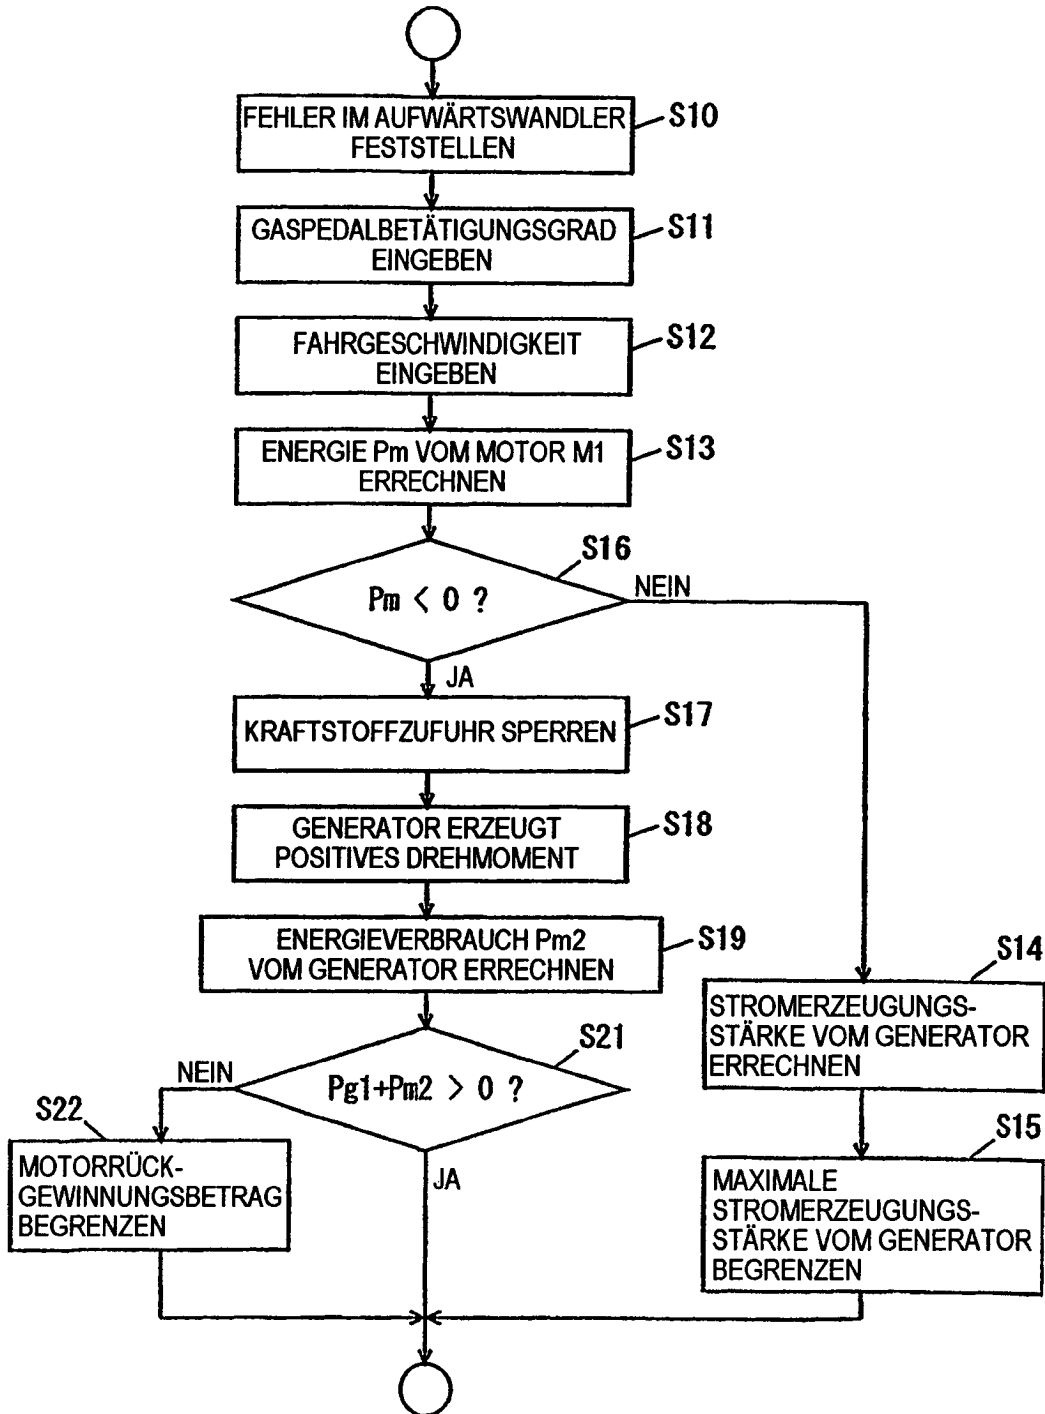 FEHLER IM AUFWÄRTSWANDLER
FESTSTELLEN
S10
GASPEDALBETÄTIGUNGSGRAD
EINGEBEN
S11
FAHRGESCHWINDIGKEIT
EINGEBEN
S12
ENERGIE Pm VOM MOTOR M1
ERRECHNEN
S13
S16
Pm < 0 ?
NEIN
JA
KRAFTSTOFFZUFUHR SPERREN
S17
GENERATOR ERZEUGT
POSITIVES DREHMOMENT
S18
ENERGIEVERBRAUCH Pm2
VOM GENERATOR ERRECHNEN
S19
S14
STROMERZEUGUNGS-
STÄRKE VOM GENERATOR
ERRECHNEN
S21
Pg1+Pm2 > 0 ?
NEIN
JA
S22
MOTORRÜCK-
GEWINNUNGSBETRAG
BEGRENZEN
S15
MAXIMALE
STROMERZEUGUNGS-
STÄRKE VOM GENERATOR
BEGRENZEN